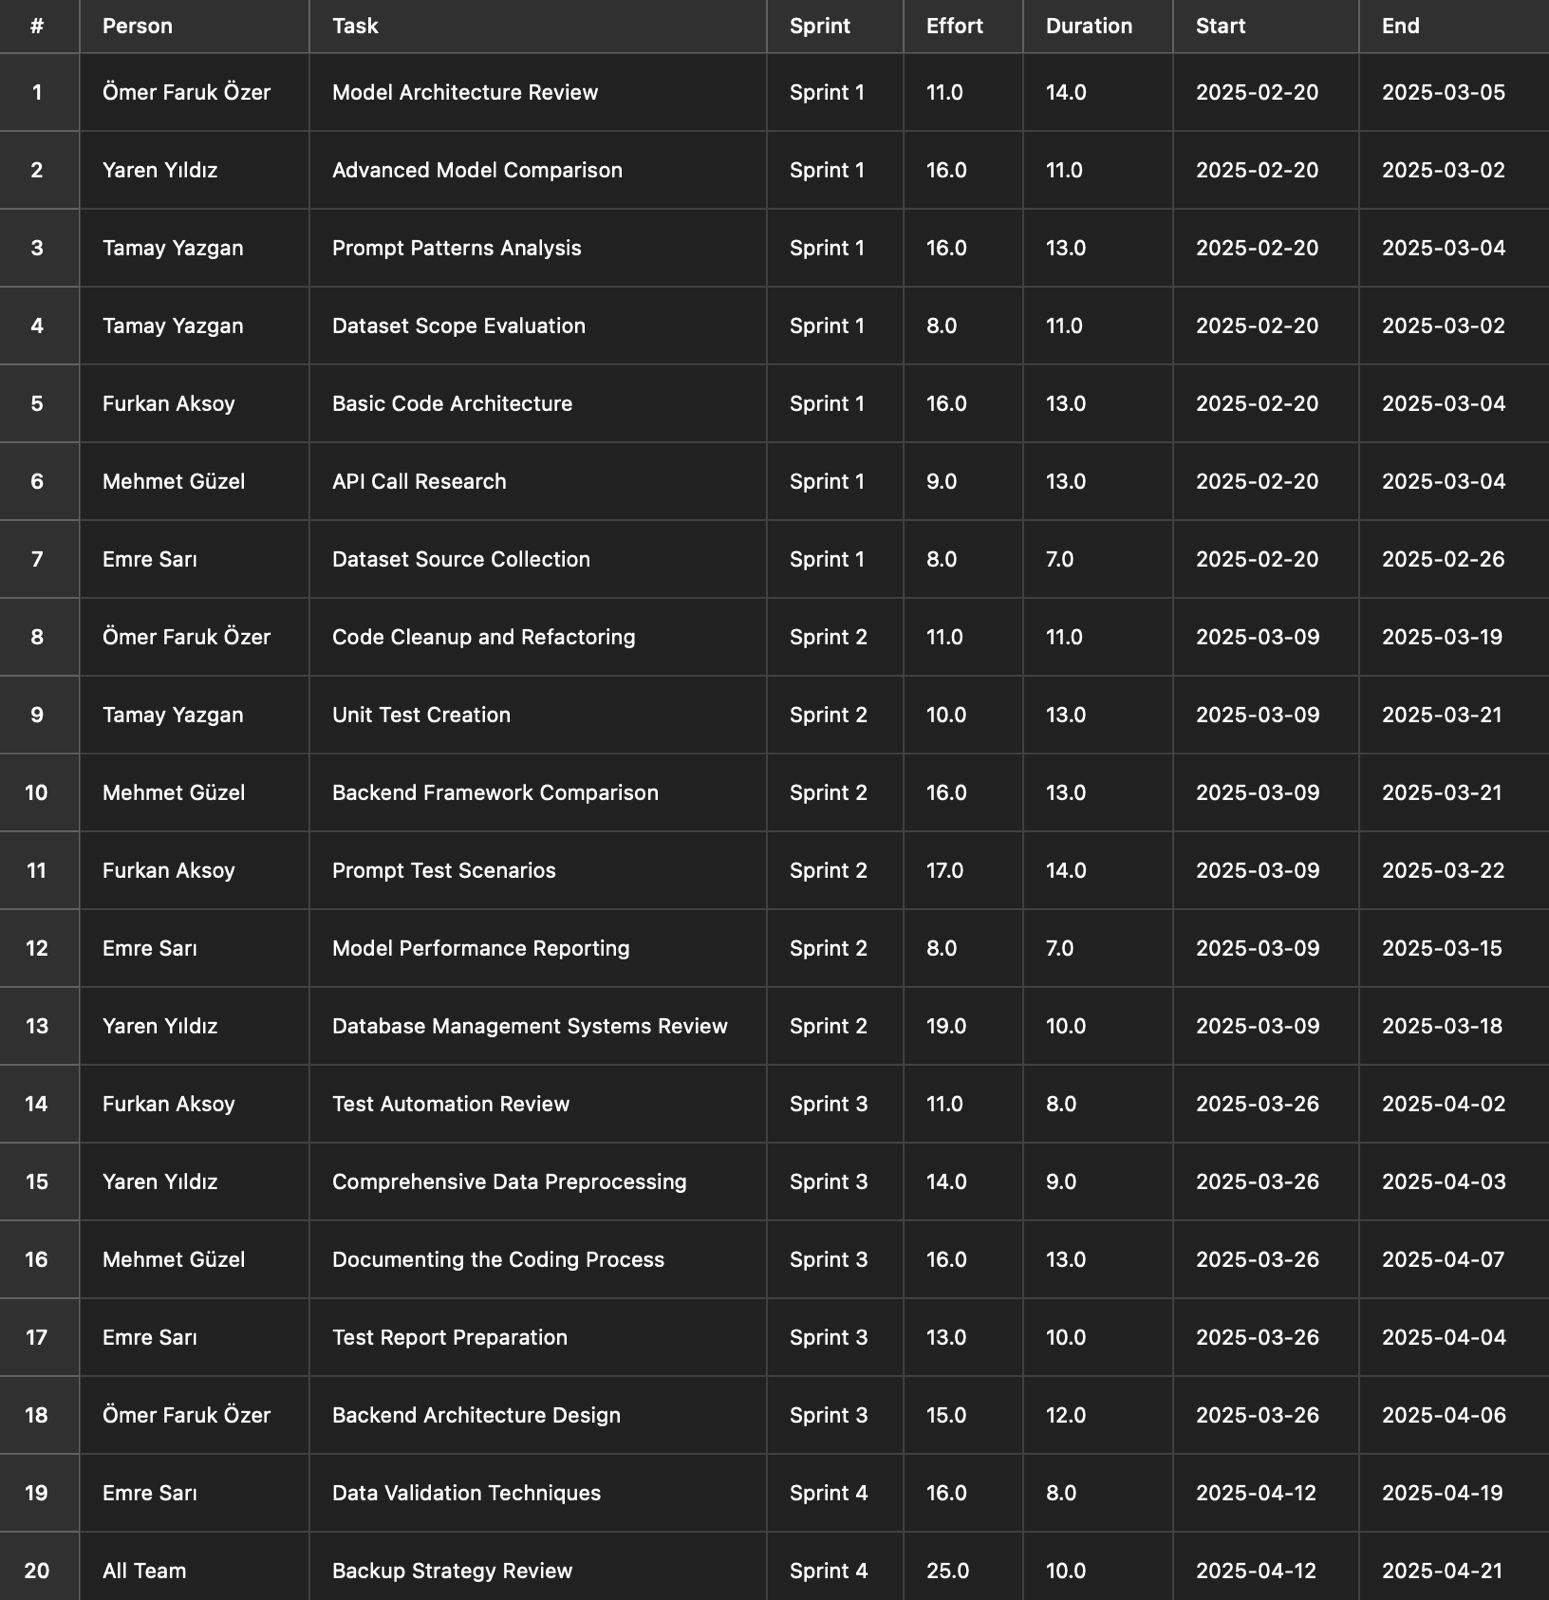 # Person Task Sprint Effort Duration Start End
1 Ömer Faruk Özer Model Architecture Review Sprint 1 11.0 14.0 2025-02-20 2025-03-05
2 Yaren Yıldız Advanced Model Comparison Sprint 1 16.0 11.0 2025-02-20 2025-03-02
3 Tamay Yazgan Prompt Patterns Analysis Sprint 1 16.0 13.0 2025-02-20 2025-03-04
4 Tamay Yazgan Dataset Scope Evaluation Sprint 1 8.0 11.0 2025-02-20 2025-03-02
5 Furkan Aksoy Basic Code Architecture Sprint 1 16.0 13.0 2025-02-20 2025-03-04
6 Mehmet Güzel API Call Research Sprint 1 9.0 13.0 2025-02-20 2025-03-04
7 Emre Sarı Dataset Source Collection Sprint 1 8.0 7.0 2025-02-20 2025-02-26
8 Ömer Faruk Özer Code Cleanup and Refactoring Sprint 2 11.0 11.0 2025-03-09 2025-03-19
9 Tamay Yazgan Unit Test Creation Sprint 2 10.0 13.0 2025-03-09 2025-03-21
10 Mehmet Güzel Backend Framework Comparison Sprint 2 16.0 13.0 2025-03-09 2025-03-21
11 Furkan Aksoy Prompt Test Scenarios Sprint 2 17.0 14.0 2025-03-09 2025-03-22
12 Emre Sarı Model Performance Reporting Sprint 2 8.0 7.0 2025-03-09 2025-03-15
13 Yaren Yıldız Database Management Systems Review Sprint 2 19.0 10.0 2025-03-09 2025-03-18
14 Furkan Aksoy Test Automation Review Sprint 3 11.0 8.0 2025-03-26 2025-04-02
15 Yaren Yıldız Comprehensive Data Preprocessing Sprint 3 14.0 9.0 2025-03-26 2025-04-03
16 Mehmet Güzel Documenting the Coding Process Sprint 3 16.0 13.0 2025-03-26 2025-04-07
17 Emre Sarı Test Report Preparation Sprint 3 13.0 10.0 2025-03-26 2025-04-04
18 Ömer Faruk Özer Backend Architecture Design Sprint 3 15.0 12.0 2025-03-26 2025-04-06
19 Emre Sarı Data Validation Techniques Sprint 4 16.0 8.0 2025-04-12 2025-04-19
20 All Team Backup Strategy Review Sprint 4 25.0 10.0 2025-04-12 2025-04-21